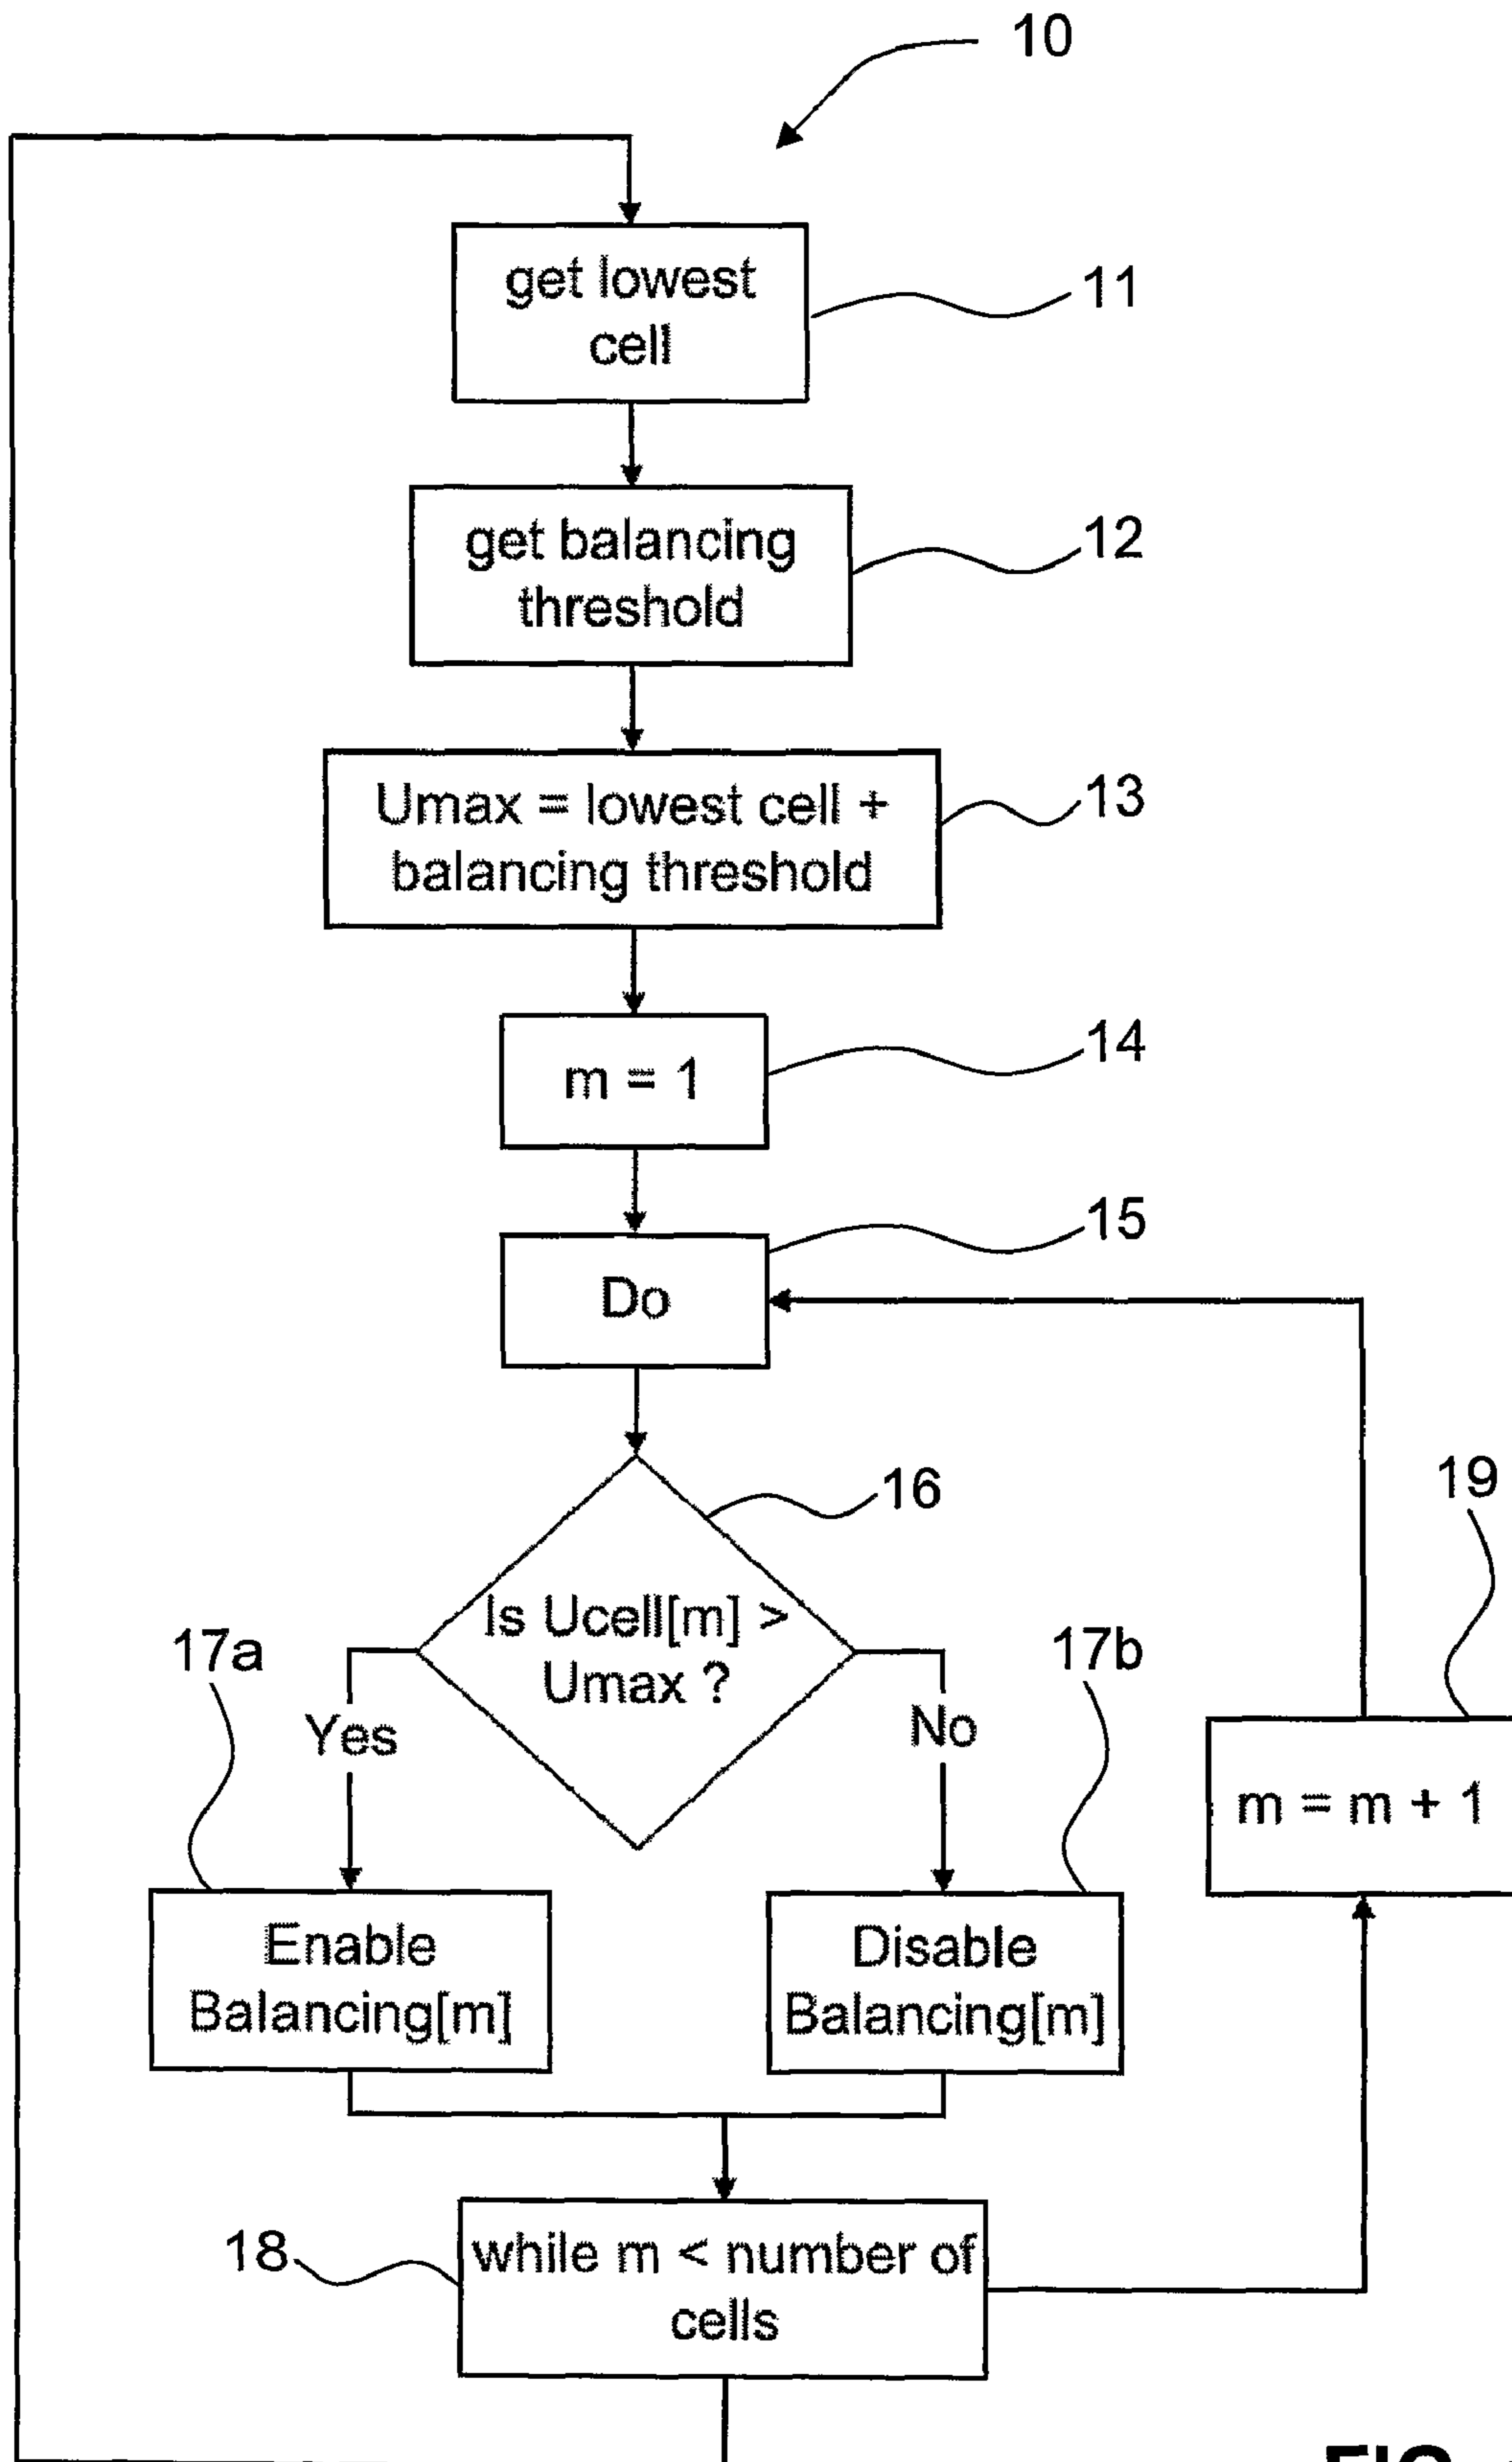 10
get lowest
cell
11
get balancing
threshold
12
Umax = lowest cell +
balancing threshold
13
m = 1
14
Do
15
Is Ucell[m] >
Umax ?
16
Yes
No
17a
17b
19
Enable
Balancing[m]
Disable
Balancing[m]
m = m + 1
18
while m < number of
cells